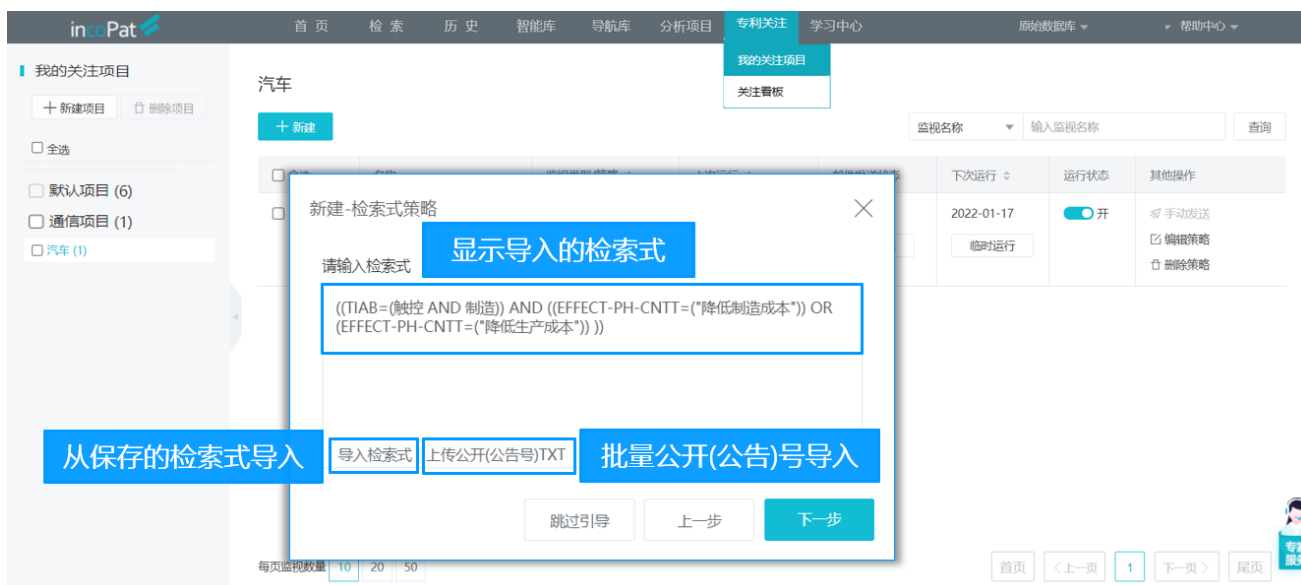 incoPat
首页 检索 历史 智能库 导航库 分析项目 专利关注 学习中心 原始数据库 帮助中心
我的关注项目
关注看板
我的关注项目
新建项目 删除项目
全选
默认项目 (6)
通信项目 (1)
汽车 (1)
汽车
新建
监视名称 输入监视名称 查询
下次运行 运行状态 其他操作
2022-01-17 开 手动发送
临时运行 编辑策略
删除策略
新建-检索式策略
显示导入的检索式
请输入检索式
((TIAB=(触控 AND 制造)) AND ((EFFECT-PH-CNTT=("降低制造成本")) OR
(EFFECT-PH-CNTT=("降低生产成本")) ))
从保存的检索式导入 导入检索式 上传公开(公告号)TXT 批量公开(公告)号导入
跳过引导 上一步 下一步
每页监视数量 10 20 50 首页 <上一页 1 下一页> 尾页